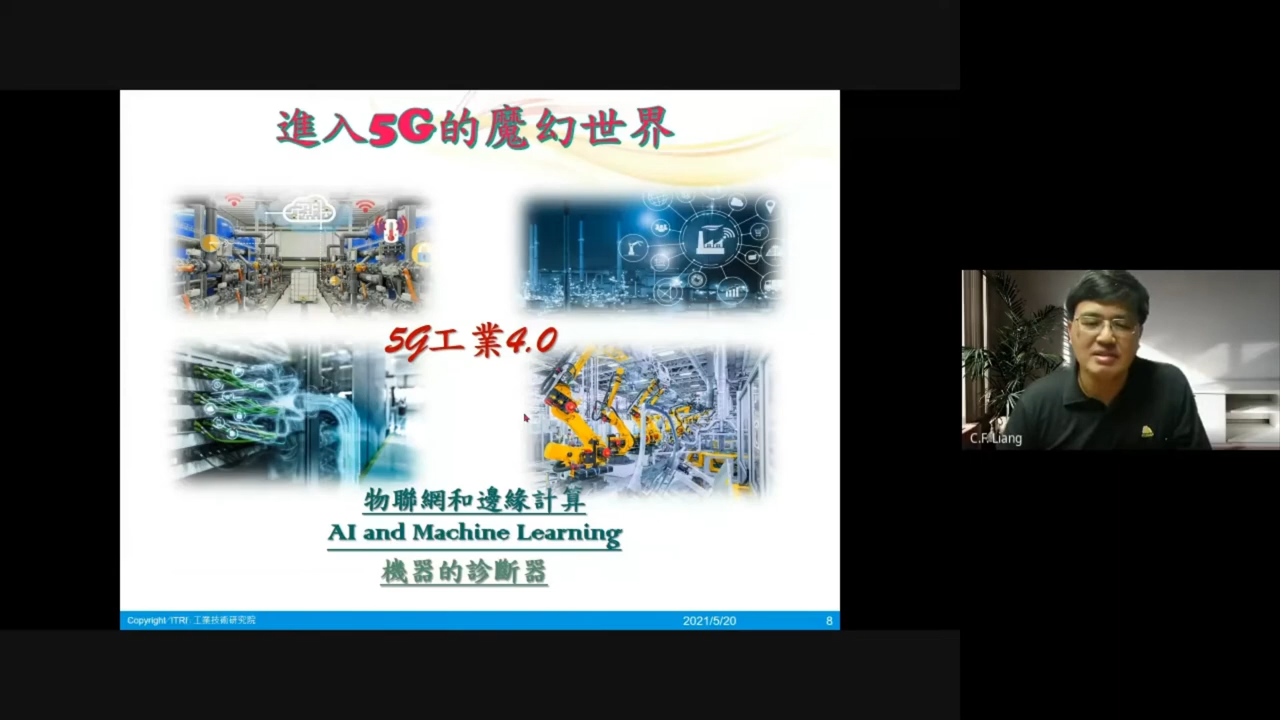 進入5G的魔幻世界
5G工業4.0
物聯網和邊緣計算
AI and Machine Learning
機器的診斷器
Copyright ITRI 工業技術研究院
2021/5/20
8
C.F.Liang